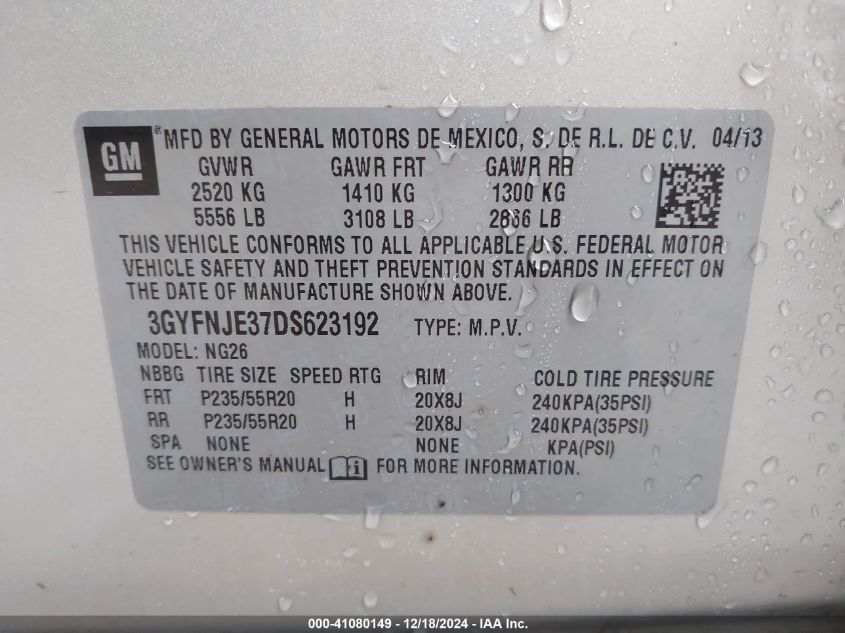 GM ® MFD BY GENERAL MOTORS DE MEXICO, S. DE R.L. DE C.V. 04/13
GVWR GAWR FRT GAWR RR
2520 KG 1410 KG 1300 KG
5556 LB 3108 LB 2866 LB
THIS VEHICLE CONFORMS TO ALL APPLICABLE U.S. FEDERAL MOTOR
VEHICLE SAFETY AND THEFT PREVENTION STANDARDS IN EFFECT ON
THE DATE OF MANUFACTURE SHOWN ABOVE.
3GYFNJE37DS623192 TYPE: M.P.V.
MODEL: NG26
NBBG TIRE SIZE SPEED RTG RIM COLD TIRE PRESSURE
FRT P235/55R20 H 20X8J 240KPA(35PSI)
RR P235/55R20 H 20X8J 240KPA(35PSI)
SPA NONE NONE KPA(PSI)
SEE OWNER'S MANUAL i FOR MORE INFORMATION.
000-41080149 - 12/18/2024 - IAA Inc.